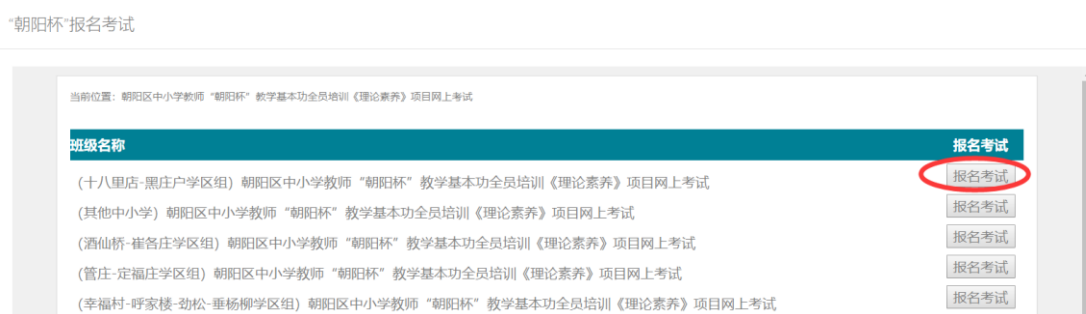 “朝阳杯”报名考试
当前位置：朝阳区中小学教师“朝阳杯”教学基本功全员培训《理论素养》项目网上考试
班级名称 报名考试
(十八里店-黑庄户学区组) 朝阳区中小学教师“朝阳杯”教学基本功全员培训《理论素养》项目网上考试 报名考试
(其他中小学) 朝阳区中小学教师“朝阳杯”教学基本功全员培训《理论素养》项目网上考试 报名考试
(酒仙桥-崔各庄学区组) 朝阳区中小学教师“朝阳杯”教学基本功全员培训《理论素养》项目网上考试 报名考试
(管庄-定福庄学区组) 朝阳区中小学教师“朝阳杯”教学基本功全员培训《理论素养》项目网上考试 报名考试
(幸福村-呼家楼-劲松-垂杨柳学区组) 朝阳区中小学教师“朝阳杯”教学基本功全员培训《理论素养》项目网上考试 报名考试